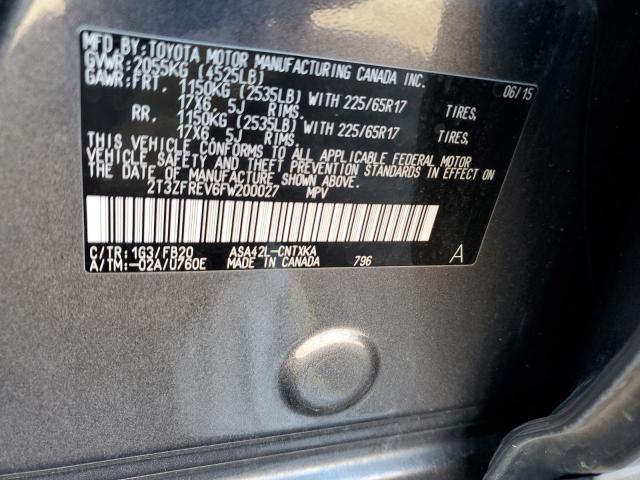 MFD.BY:TOYOTA MOTOR MANUFACTURING CANADA INC.
GVWR:2055KG (4525LB) 06/15
GAWR:FRT. 1150KG (2535LB) WITH 225/65R17 TIRES,
17X6.5J RIMS.
RR. 1150KG (2535LB) WITH 225/65R17 TIRES,
17X6.5J RIMS.
THIS VEHICLE CONFORMS TO ALL APPLICABLE FEDERAL MOTOR
VEHICLE SAFETY AND THEFT PREVENTION STANDARDS IN EFFECT ON
THE DATE OF MANUFACTURE SHOWN ABOVE.
2T3ZFREV6FW200027 MPV
C/TR:1G3/FB20 ASA42L-CNTXKA A
A/TM:-02A/U760E MADE IN CANADA 796